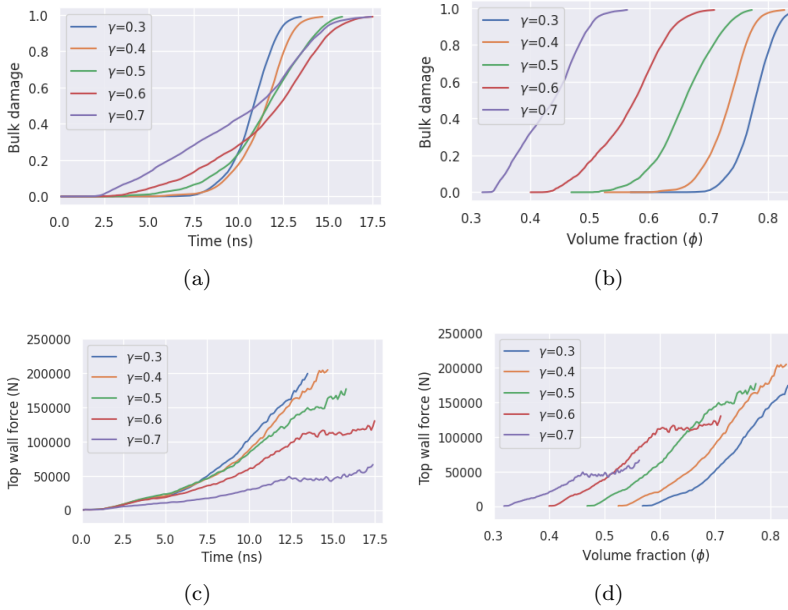 1.0
0.8
0.6
0.4
0.2
0.0
Bulk damage
γ=0.3
γ=0.4
γ=0.5
γ=0.6
γ=0.7
0.0 2.5 5.0 7.5 10.0 12.5 15.0 17.5
Time (ns)
(a)
1.0
0.8
0.6
0.4
0.2
0.0
Bulk damage
γ=0.3
γ=0.4
γ=0.5
γ=0.6
γ=0.7
0.3 0.4 0.5 0.6 0.7 0.8
Volume fraction (ϕ)
(b)
250000
200000
150000
100000
50000
0
Top wall force (N)
γ=0.3
γ=0.4
γ=0.5
γ=0.6
γ=0.7
0.0 2.5 5.0 7.5 10.0 12.5 15.0 17.5
Time (ns)
(c)
250000
200000
150000
100000
50000
0
Top wall force (N)
γ=0.3
γ=0.4
γ=0.5
γ=0.6
γ=0.7
0.3 0.4 0.5 0.6 0.7 0.8
Volume fraction (ϕ)
(d)